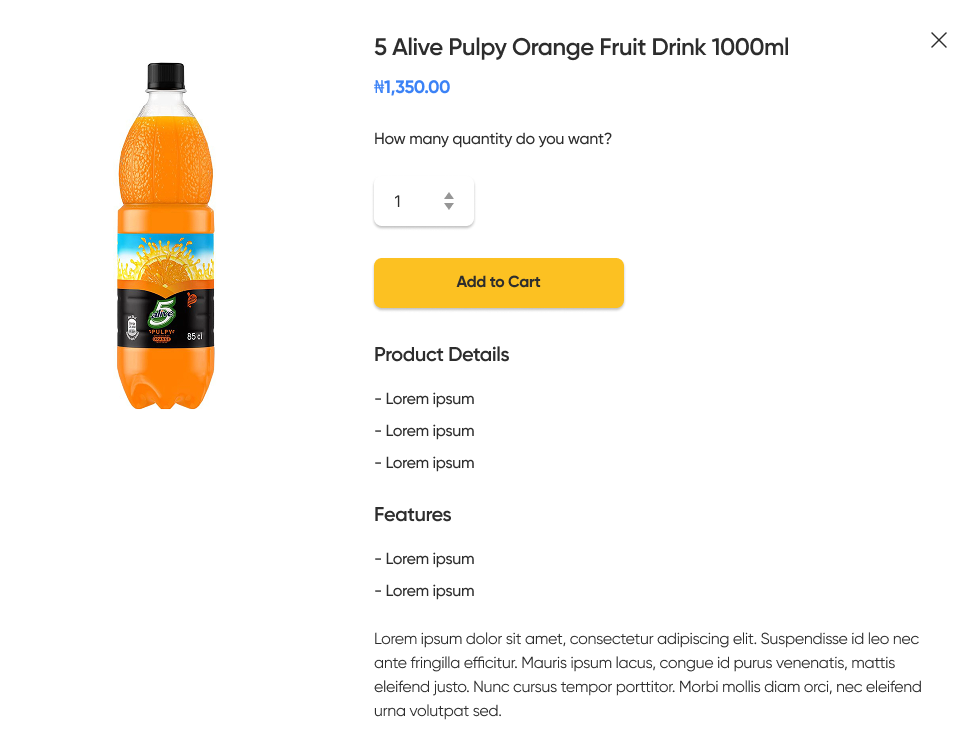 5 Alive Pulpy Orange Fruit Drink 1000ml
₦1,350.00
How many quantity do you want?
1
Add to Cart
5
alive
PULPY
ORANGE
85 cl
Product Details
- Lorem ipsum
- Lorem ipsum
- Lorem ipsum
Features
- Lorem ipsum
- Lorem ipsum
Lorem ipsum dolor sit amet, consectetur adipiscing elit. Suspendisse id leo nec
ante fringilla efficitur. Mauris ipsum lacus, congue id purus venenatis, mattis
eleifend justo. Nunc cursus tempor porttitor. Morbi mollis diam orci, nec eleifend
urna volutpat sed.